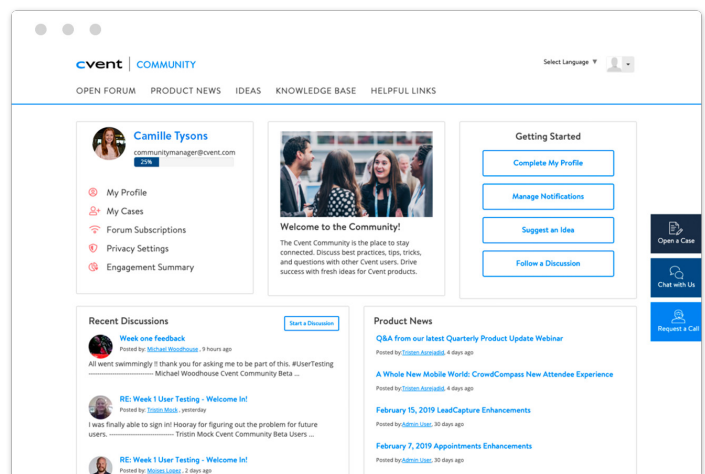 cvent COMMUNITY
Select Language ▼
OPEN FORUM PRODUCT NEWS IDEAS KNOWLEDGE BASE HELPFUL LINKS
Camille Tysons
communitymanager@cvent.com
25%
My Profile
My Cases
Forum Subscriptions
Privacy Settings
Engagement Summary
Welcome to the Community!
The Cvent Community is the place to stay
connected. Discuss best practices, tips, tricks,
and questions with other Cvent users. Drive
success with fresh ideas for Cvent products.
Getting Started
Complete My Profile
Manage Notifications
Suggest an Idea
Follow a Discussion
Open a Case
Chat with Us
Request a Call
Recent Discussions
Start a Discussion
Week one feedback
Posted by: Michael Woodhouse , 9 hours ago
All went swimmingly !! thank you for asking me to be part of this. #UserTesting
------------------------------ Michael Woodhouse Cvent Community Beta ...
RE: Week 1 User Testing - Welcome In!
Posted by: Tristin Mock , yesterday
I was finally able to sign in! Hooray for figuring out the problem for future
users. ------------------------------ Tristin Mock Cvent Community Beta Users ...
RE: Week 1 User Testing - Welcome In!
Posted by: Moises Lopes , 2 days ago
Product News
Q&A from our latest Quarterly Product Update Webinar
Posted by:Tristen Asrejadid, 4 days ago
A Whole New Mobile World: CrowdCompass New Attendee Experience
Posted by:Tristen Asrejadid, 4 days ago
February 15, 2019 LeadCapture Enhancements
Posted by:Admin User, 30 days ago
February 7, 2019 Appointments Enhancements
Posted by:Admin User, 30 days ago